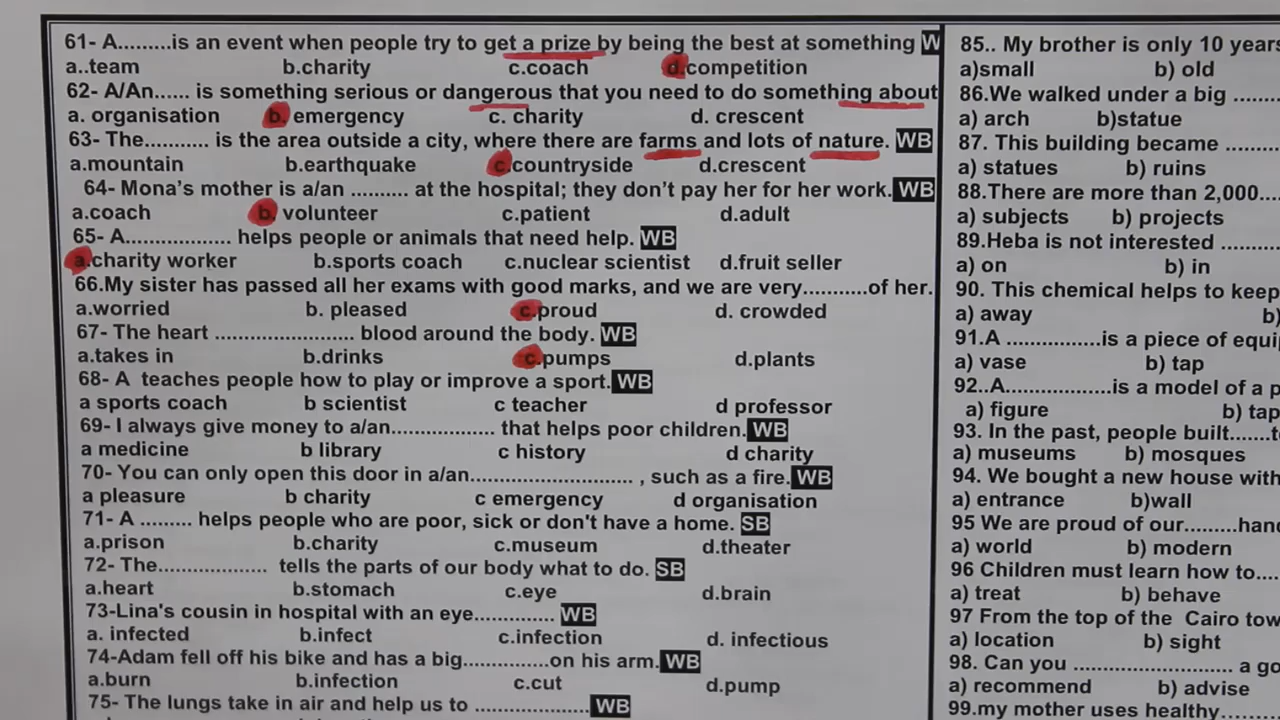 61- A.........is an event when people try to get a prize by being the best at something W
a..team b.charity c.coach d.competition
62- A/An...... is something serious or dangerous that you need to do something about
a. organisation b. emergency c. charity d. crescent
63- The........... is the area outside a city, where there are farms and lots of nature. WB
a.mountain b.earthquake c.countryside d.crescent
64- Mona's mother is a/an .......... at the hospital; they don't pay her for her work. WB
a.coach b. volunteer c.patient d.adult
65- A.................. helps people or animals that need help. WB
a.charity worker b.sports coach c.nuclear scientist d.fruit seller
66.My sister has passed all her exams with good marks, and we are very...........of her.
a.worried b. pleased c.proud d. crowded
67- The heart ........................ blood around the body. WB
a.takes in b.drinks c.pumps d.plants
68- A teaches people how to play or improve a sport. WB
a sports coach b scientist c teacher d professor
69- I always give money to a/an.................. that helps poor children. WB
a medicine b library c history d charity
70- You can only open this door in a/an............................ , such as a fire. WB
a pleasure b charity c emergency d organisation
71- A ......... helps people who are poor, sick or don't have a home. SB
a.prison b.charity c.museum d.theater
72- The................... tells the parts of our body what to do. SB
a.heart b.stomach c.eye d.brain
73-Lina's cousin in hospital with an eye.............. WB
a. infected b.infect c.infection d. infectious
74-Adam fell off his bike and has a big...............on his arm. WB
a.burn b.infection c.cut d.pump
75- The lungs take in air and help us to .................... WB
85.. My brother is only 10 years
a)small b) old
86.We walked under a big ........
a) arch b)statue
87. This building became .........
a) statues b) ruins
88.There are more than 2,000....
a) subjects b) projects
89.Heba is not interested .........
a) on b) in
90. This chemical helps to keep
a) away b)
91.A ................is a piece of equi
a) vase b) tap
92..A..................is a model of a p
a) figure b) tap
93. In the past, people built.......t
a) museums b) mosques
94. We bought a new house with
a) entrance b)wall
95 We are proud of our.........hand
a) world b) modern
96 Children must learn how to....
a) treat b) behave
97 From the top of the Cairo tow
a) location b) sight
98. Can you .......................... a go
a) recommend b) advise
99.my mother uses healthy.......